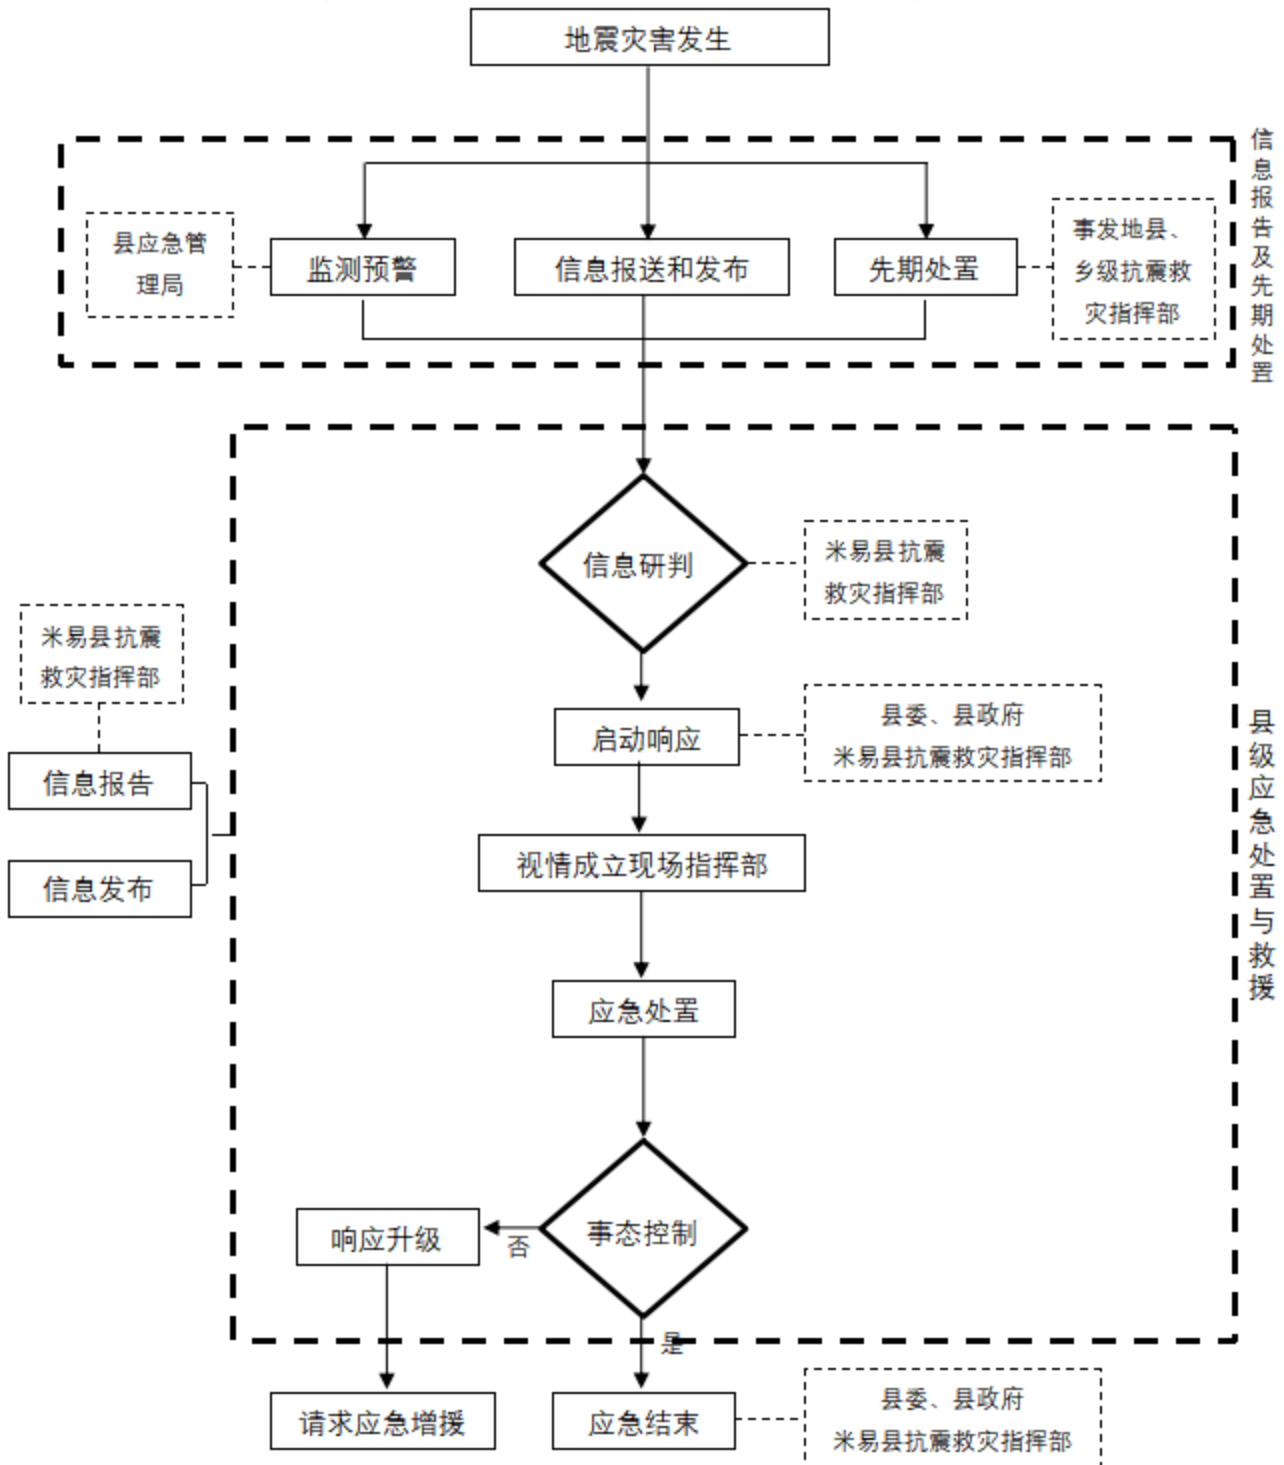 地震灾害发生
信息报告及先期处置
县应急管
理局
监测预警
信息报送和发布
先期处置
事发地县、
乡级抗震救
灾指挥部
信息研判
米易县抗震
救灾指挥部
米易县抗震
救灾指挥部
启动响应
县委、县政府
米易县抗震救灾指挥部
县级应急处置与救援
信息报告
视情成立现场指挥部
信息发布
应急处置
事态控制
响应升级
否
是
请求应急增援
应急结束
县委、县政府
米易县抗震救灾指挥部